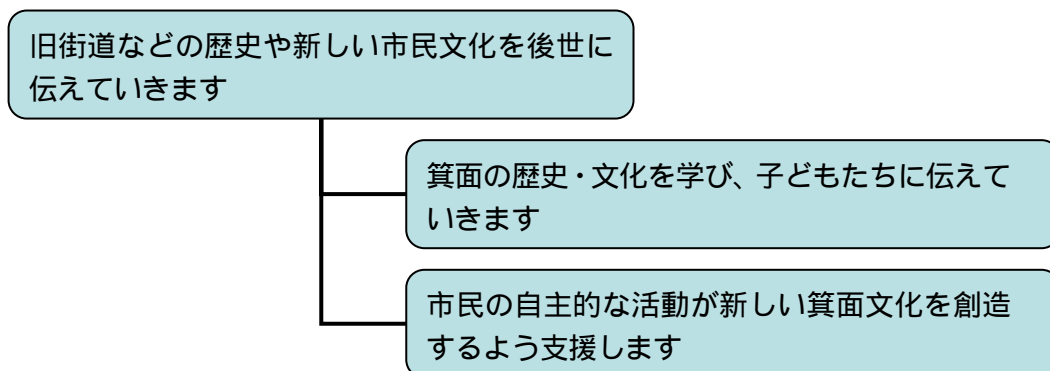 旧街道などの歴史や新しい市民文化を後世に
伝えていきます
箕面の歴史・文化を学び、子どもたちに伝えて
いきます
市民の自主的な活動が新しい箕面文化を創造
するよう支援します